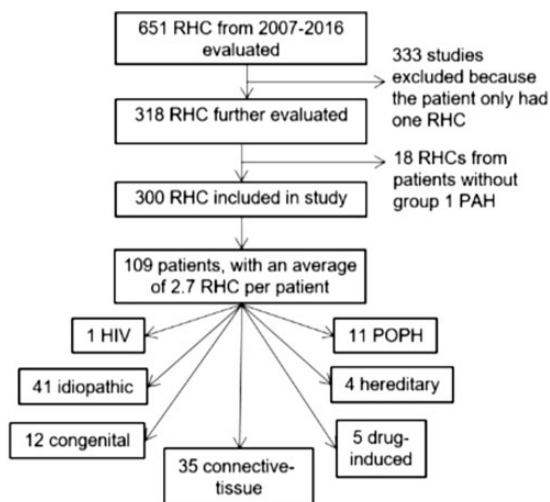 651 RHC from 2007-2016
evaluated
333 studies
excluded because
the patient only had
one RHC
318 RHC further evaluated
18 RHCs from
patients without
group 1 PAH
300 RHC included in study
109 patients, with an average
of 2.7 RHC per patient
1 HIV
11 POPH
41 idiopathic
4 hereditary
12 congenital
5 drug-
induced
35 connective-
tissue